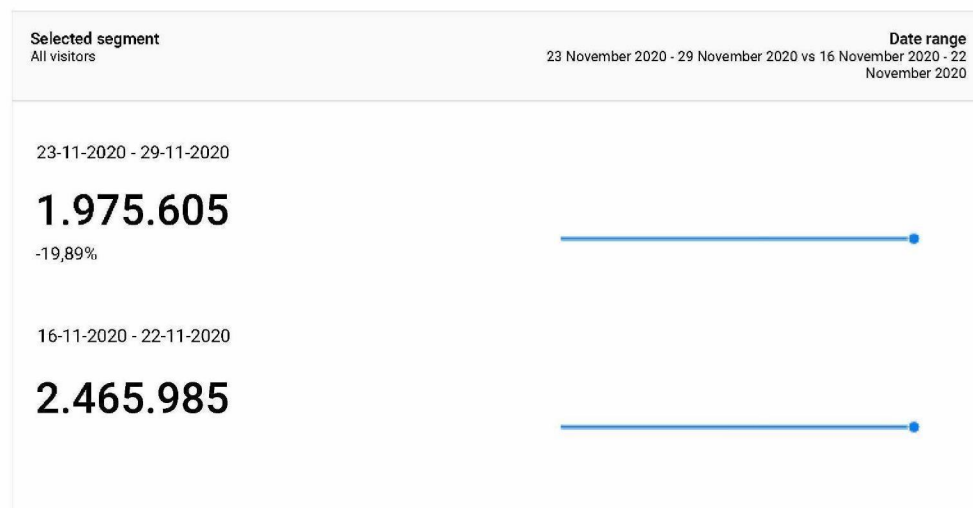 Selected segment
All visitors
Date range
23 November 2020 - 29 November 2020 vs 16 November 2020 - 22
November 2020
23-11-2020 - 29-11-2020
1.975.605
-19,89%
16-11-2020 - 22-11-2020
2.465.985